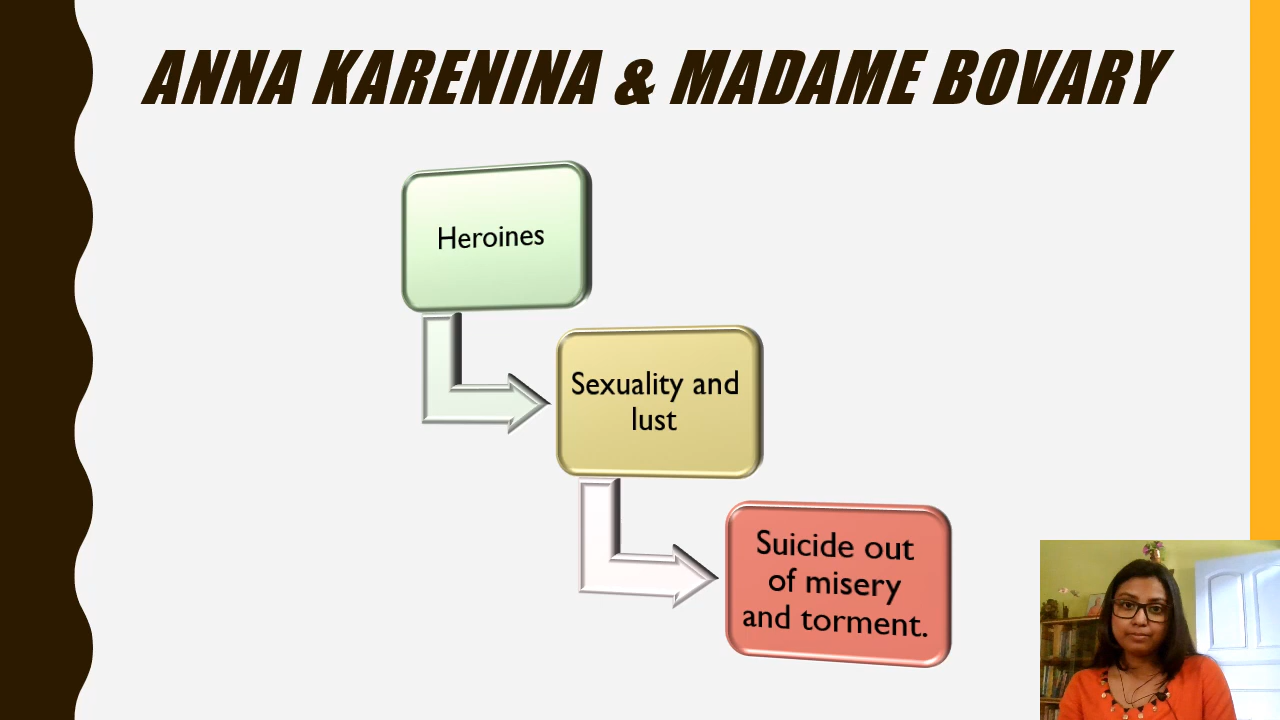 ANNA KARENINA & MADAME BOVARY
Heroines
Sexuality and
lust
Suicide out
of misery
and torment.